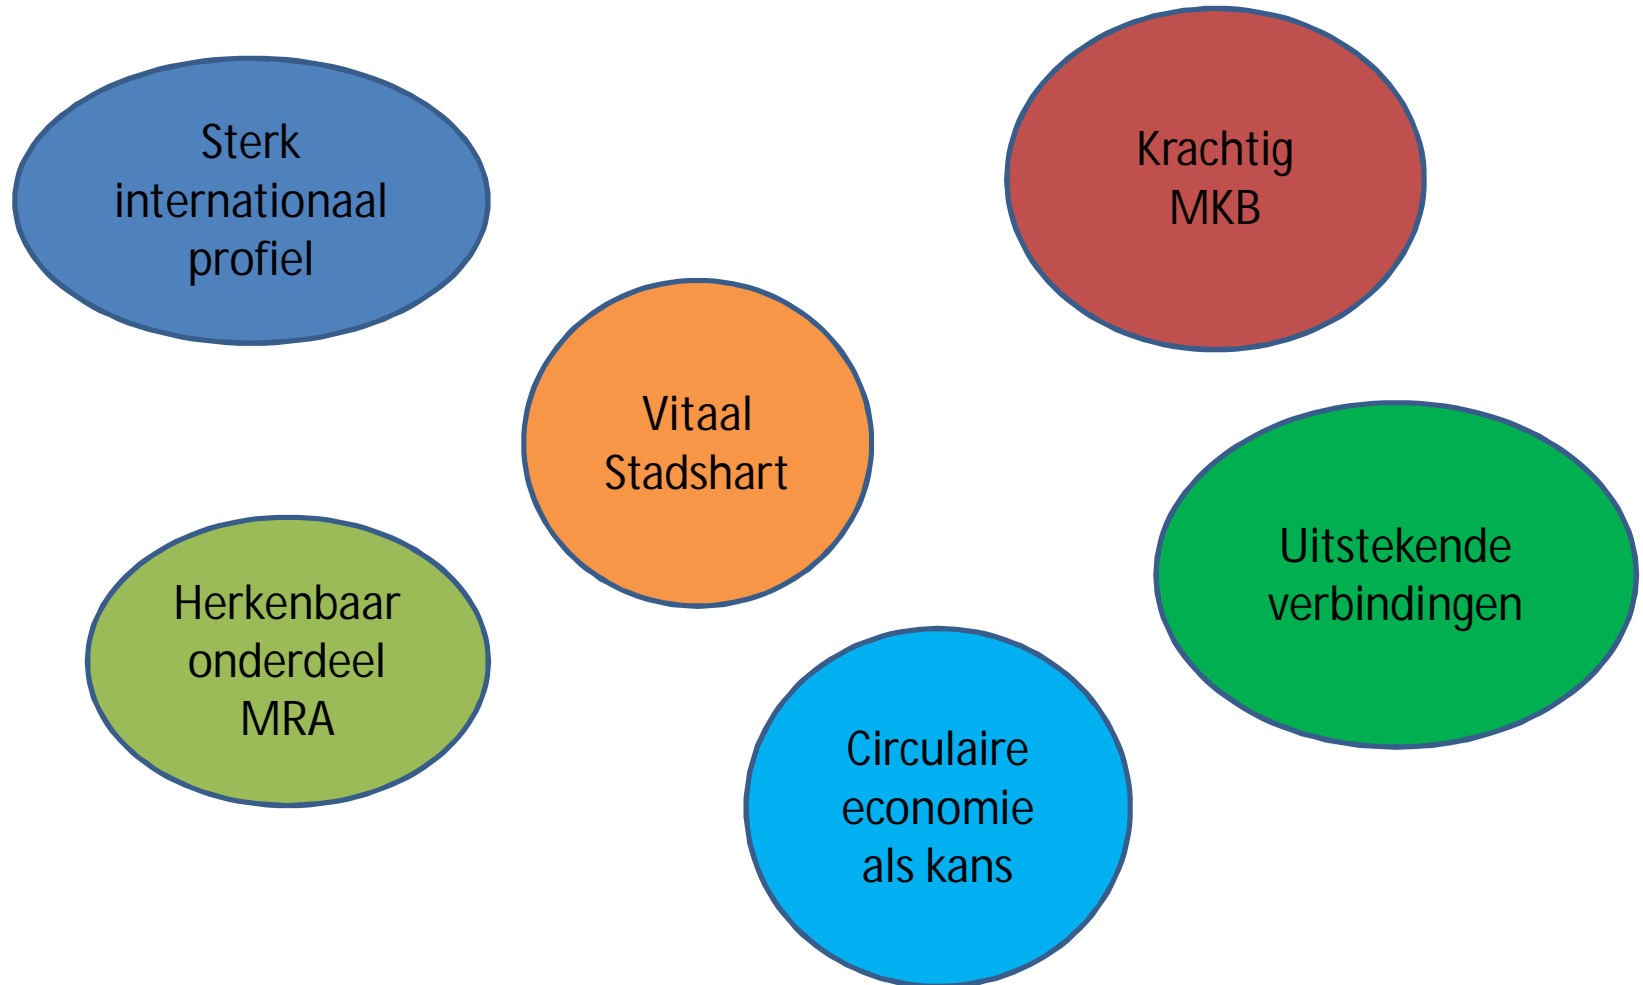 Sterk
internationaal
profiel
Krachtig
MKB
Vitaal
Stadshart
Uitstekende
verbindingen
Herkenbaar
onderdeel
MRA
Circulaire
economie
als kans